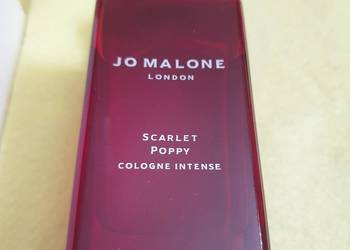 JO MALONE
LONDON
SCARLET
POPPY
COLOGNE INTENSE